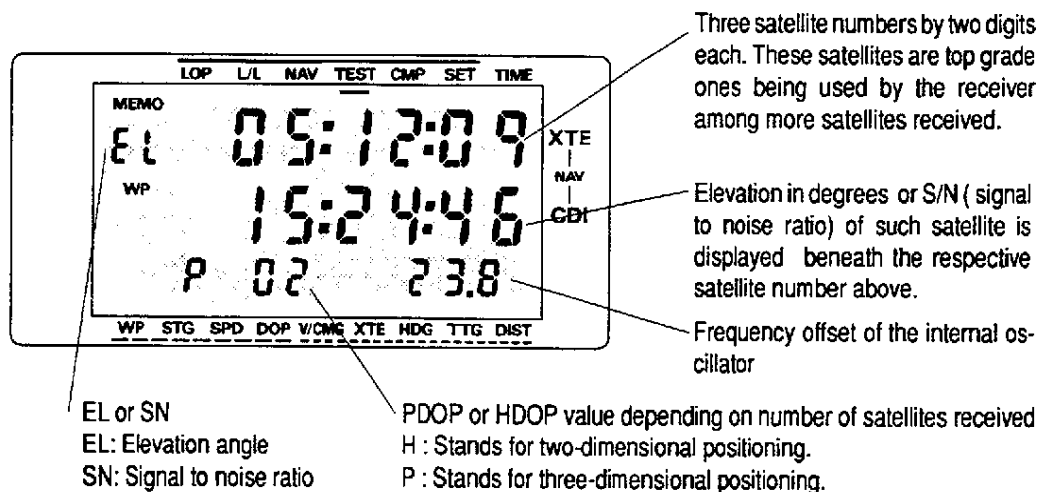 Three satellite numbers by two digits
each. These satellites are top grade
ones being used by the receiver
among more satellites received.
LOP L/L NAV TEST CMP SET TIME
MEMO
EL 05:12:09
XTE
NAV
CDI
WP
15:24:46
P 02 23.8
WP STG SPD DOP V/CMG XTE HDG TTG DIST
Elevation in degrees or S/N ( signal
to noise ratio) of such satellite is
displayed beneath the respective
satellite number above.
Frequency offset of the internal os-
cillator
EL or SN
EL: Elevation angle
SN: Signal to noise ratio
PDOP or HDOP value depending on number of satellites received
H : Stands for two-dimensional positioning.
P : Stands for three-dimensional positioning.